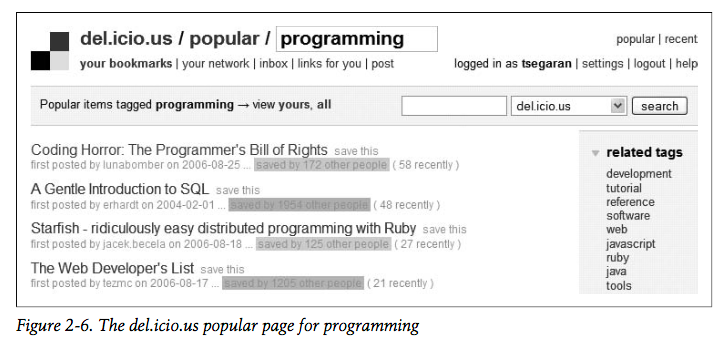 del.icio.us / popular / programming
popular | recent
your bookmarks | your network | inbox | links for you | post
logged in as tsegaran | settings | logout | help
Popular items tagged programming → view yours, all
del.icio.us
search
Coding Horror: The Programmer's Bill of Rights save this
first posted by lunabomber on 2006-08-25 ... saved by 172 other people ( 58 recently )
A Gentle Introduction to SQL save this
first posted by erhardt on 2004-02-01 ... saved by 1954 other people ( 48 recently )
Starfish - ridiculously easy distributed programming with Ruby save this
first posted by jacek.becela on 2006-08-18 ... saved by 125 other people ( 27 recently )
The Web Developer's List save this
first posted by tezmc on 2006-08-17 ... saved by 1205 other people ( 21 recently )
related tags
development
tutorial
reference
software
web
javascript
ruby
java
tools
Figure 2-6. The del.icio.us popular page for programming